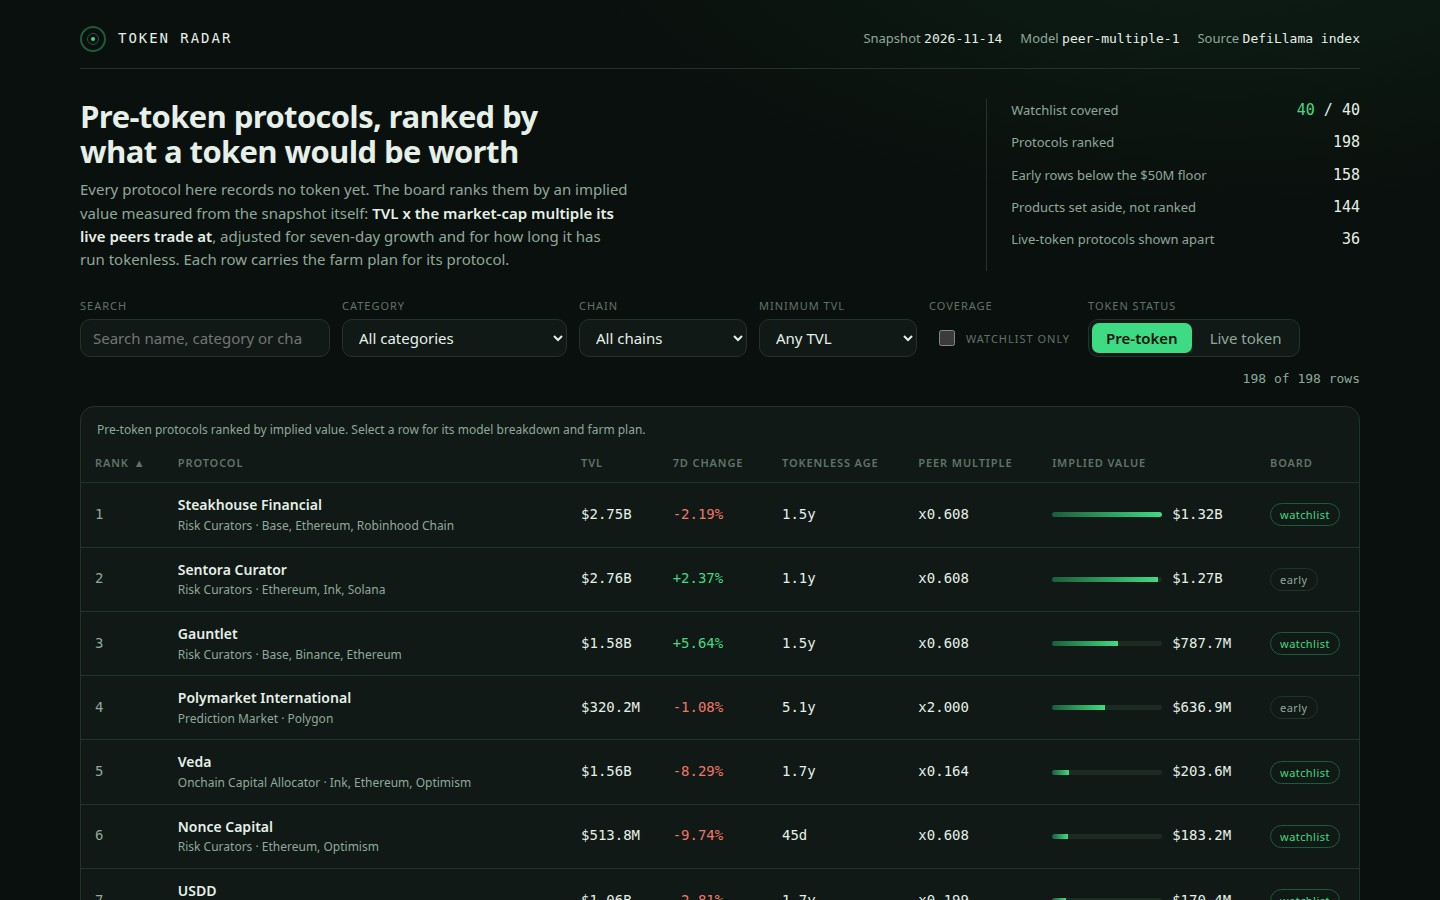 TOKEN RADAR
Snapshot 2026-11-14 Model peer-multiple-1 Source DefiLlama index
Pre-token protocols, ranked by
what a token would be worth
Every protocol here records no token yet. The board ranks them by an implied
value measured from the snapshot itself: TVL x the market-cap multiple its
live peers trade at, adjusted for seven-day growth and for how long it has
run tokenless. Each row carries the farm plan for its protocol.
Watchlist covered 40 / 40
Protocols ranked 198
Early rows below the $50M floor 158
Products set aside, not ranked 144
Live-token protocols shown apart 36
SEARCH CATEGORY CHAIN MINIMUM TVL COVERAGE TOKEN STATUS
Search name, category or cha All categories All chains Any TVL WATCHLIST ONLY Pre-token Live token
198 of 198 rows
Pre-token protocols ranked by implied value. Select a row for its model breakdown and farm plan.
RANK ▲ PROTOCOL TVL 7D CHANGE TOKENLESS AGE PEER MULTIPLE IMPLIED VALUE BOARD
1 Steakhouse Financial $2.75B -2.19% 1.5y x0.608 $1.32B watchlist
Risk Curators · Base, Ethereum, Robinhood Chain
2 Sentora Curator $2.76B +2.37% 1.1y x0.608 $1.27B early
Risk Curators · Ethereum, Ink, Solana
3 Gauntlet $1.58B +5.64% 1.5y x0.608 $787.7M watchlist
Risk Curators · Base, Binance, Ethereum
4 Polymarket International $320.2M -1.08% 5.1y x2.000 $636.9M early
Prediction Market · Polygon
5 Veda $1.56B -8.29% 1.7y x0.164 $203.6M watchlist
Onchain Capital Allocator · Ink, Ethereum, Optimism
6 Nonce Capital $513.8M -9.74% 45d x0.608 $183.2M watchlist
Risk Curators · Ethereum, Optimism
7 USDD $1.06B -2.81% 1.7y x0.199 $170.4M watchlist